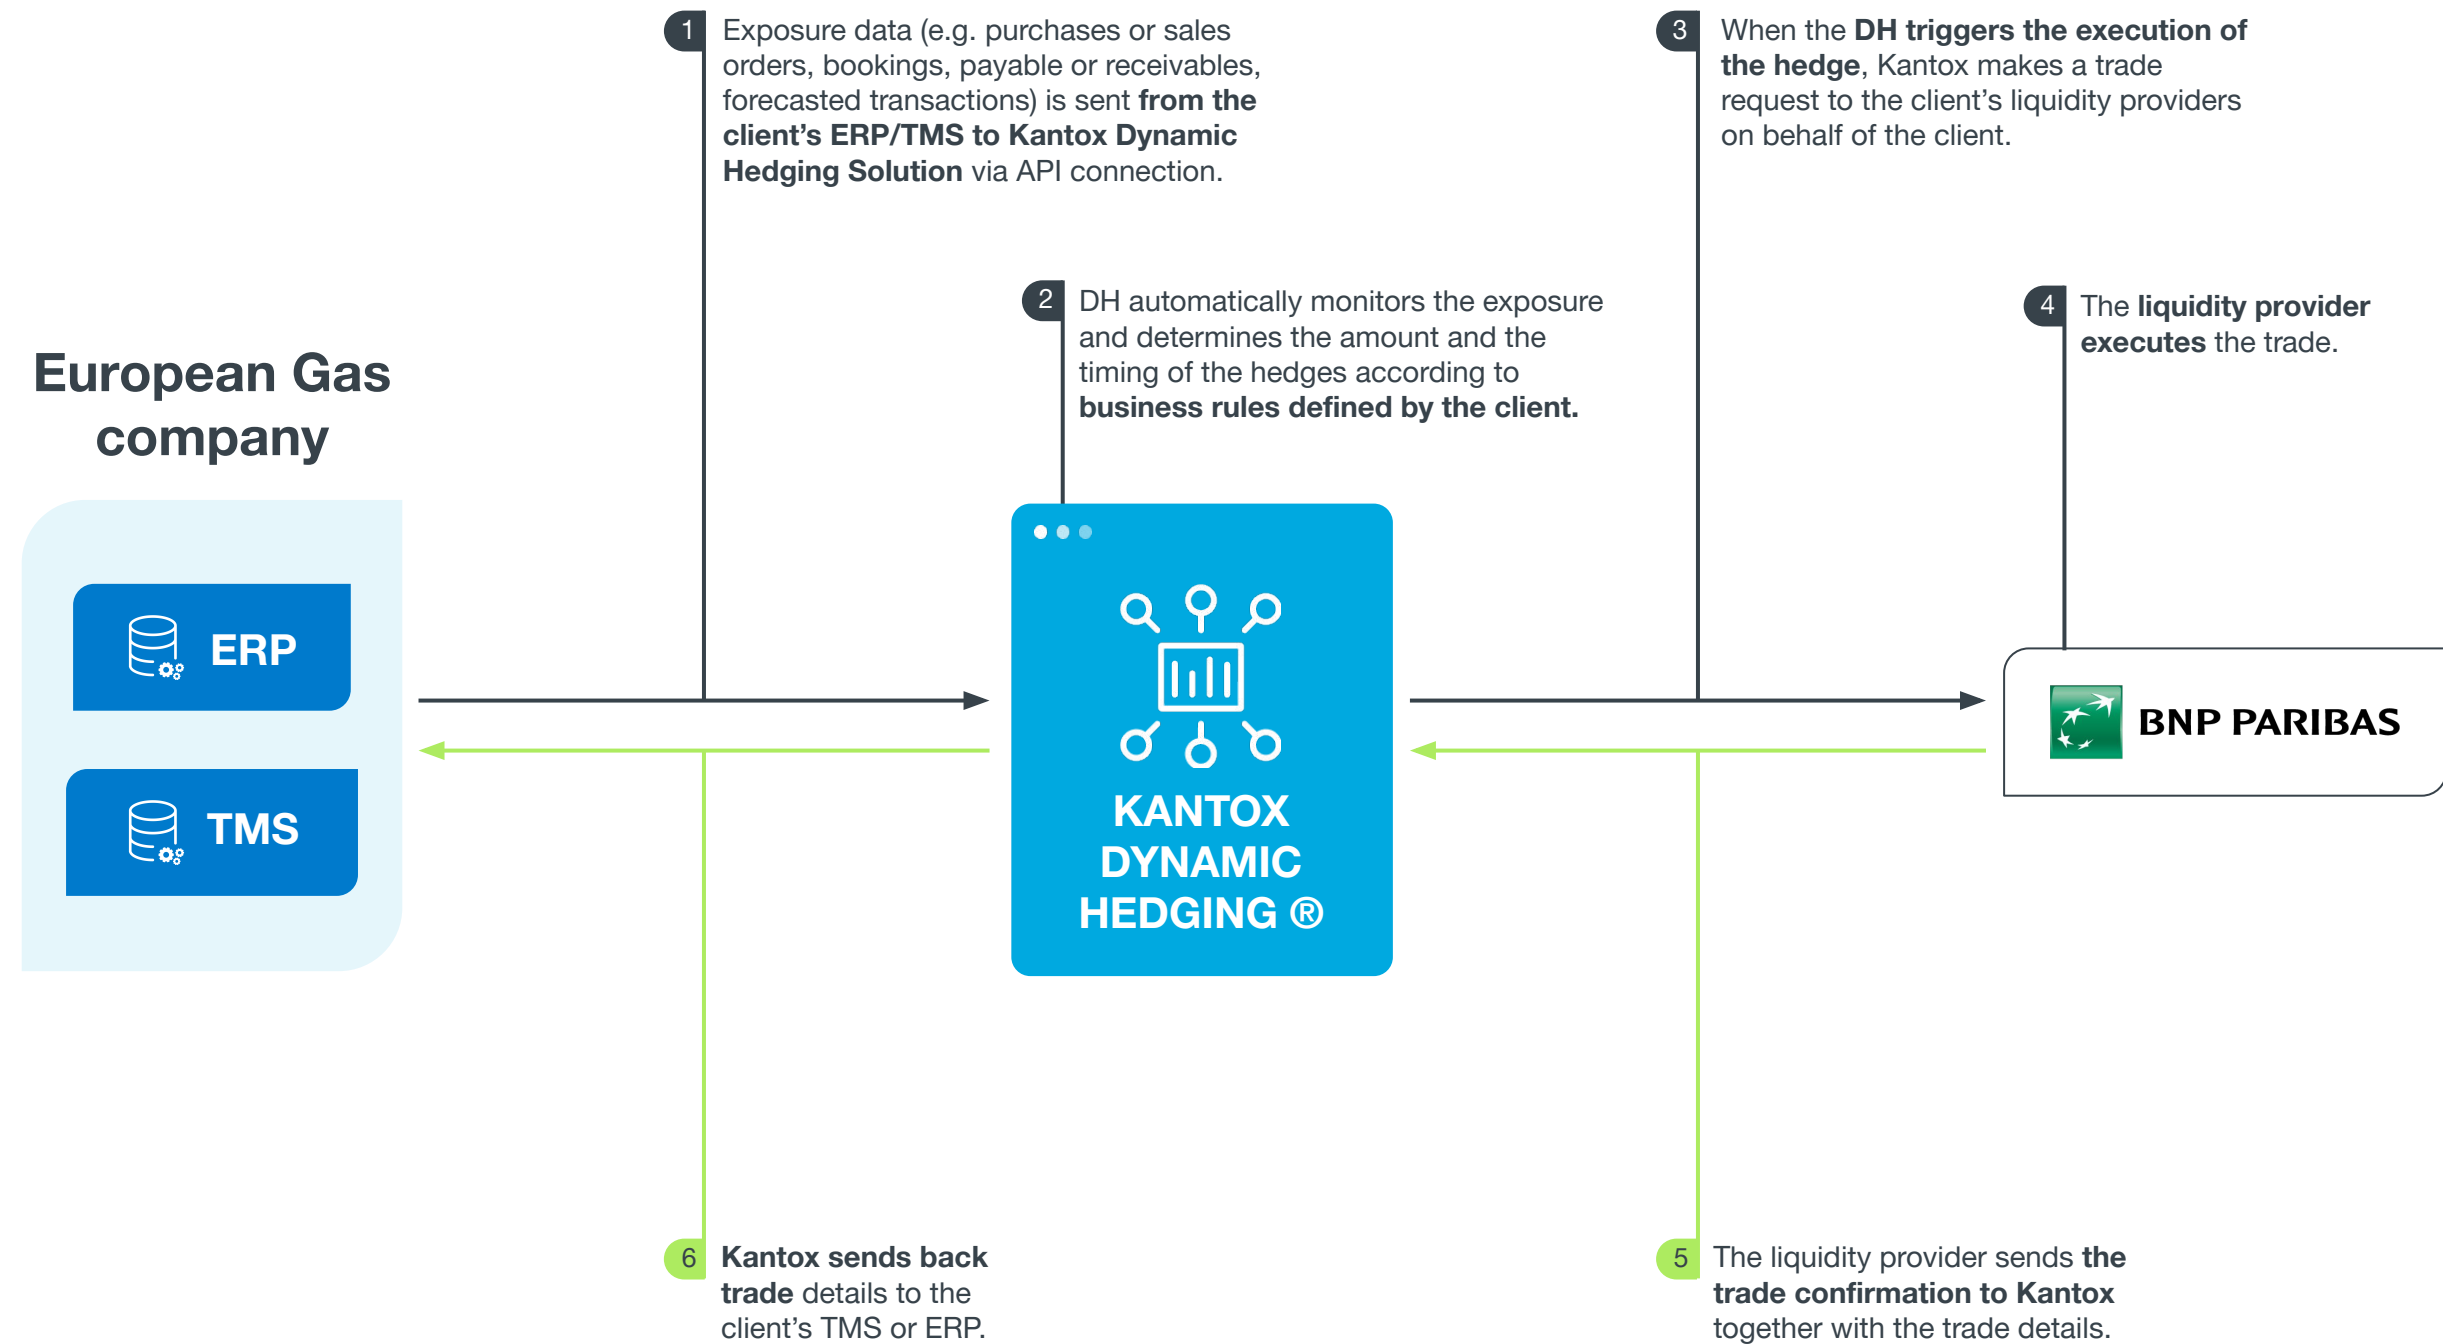 1
Exposure data (e.g. purchases or sales
orders, bookings, payable or receivables,
forecasted transactions) is sent from the
client's ERP/TMS to Kantox Dynamic
Hedging Solution via API connection.
3
When the DH triggers the execution of
the hedge, Kantox makes a trade
request to the client's liquidity providers
on behalf of the client.
2
DH automatically monitors the exposure
and determines the amount and the
timing of the hedges according to
business rules defined by the client.
4
The liquidity provider
executes the trade.
European Gas
company
ERP
TMS
KANTOX
DYNAMIC
HEDGING ®
BNP PARIBAS
6
Kantox sends back
trade details to the
client's TMS or ERP.
5
The liquidity provider sends the
trade confirmation to Kantox
together with the trade details.